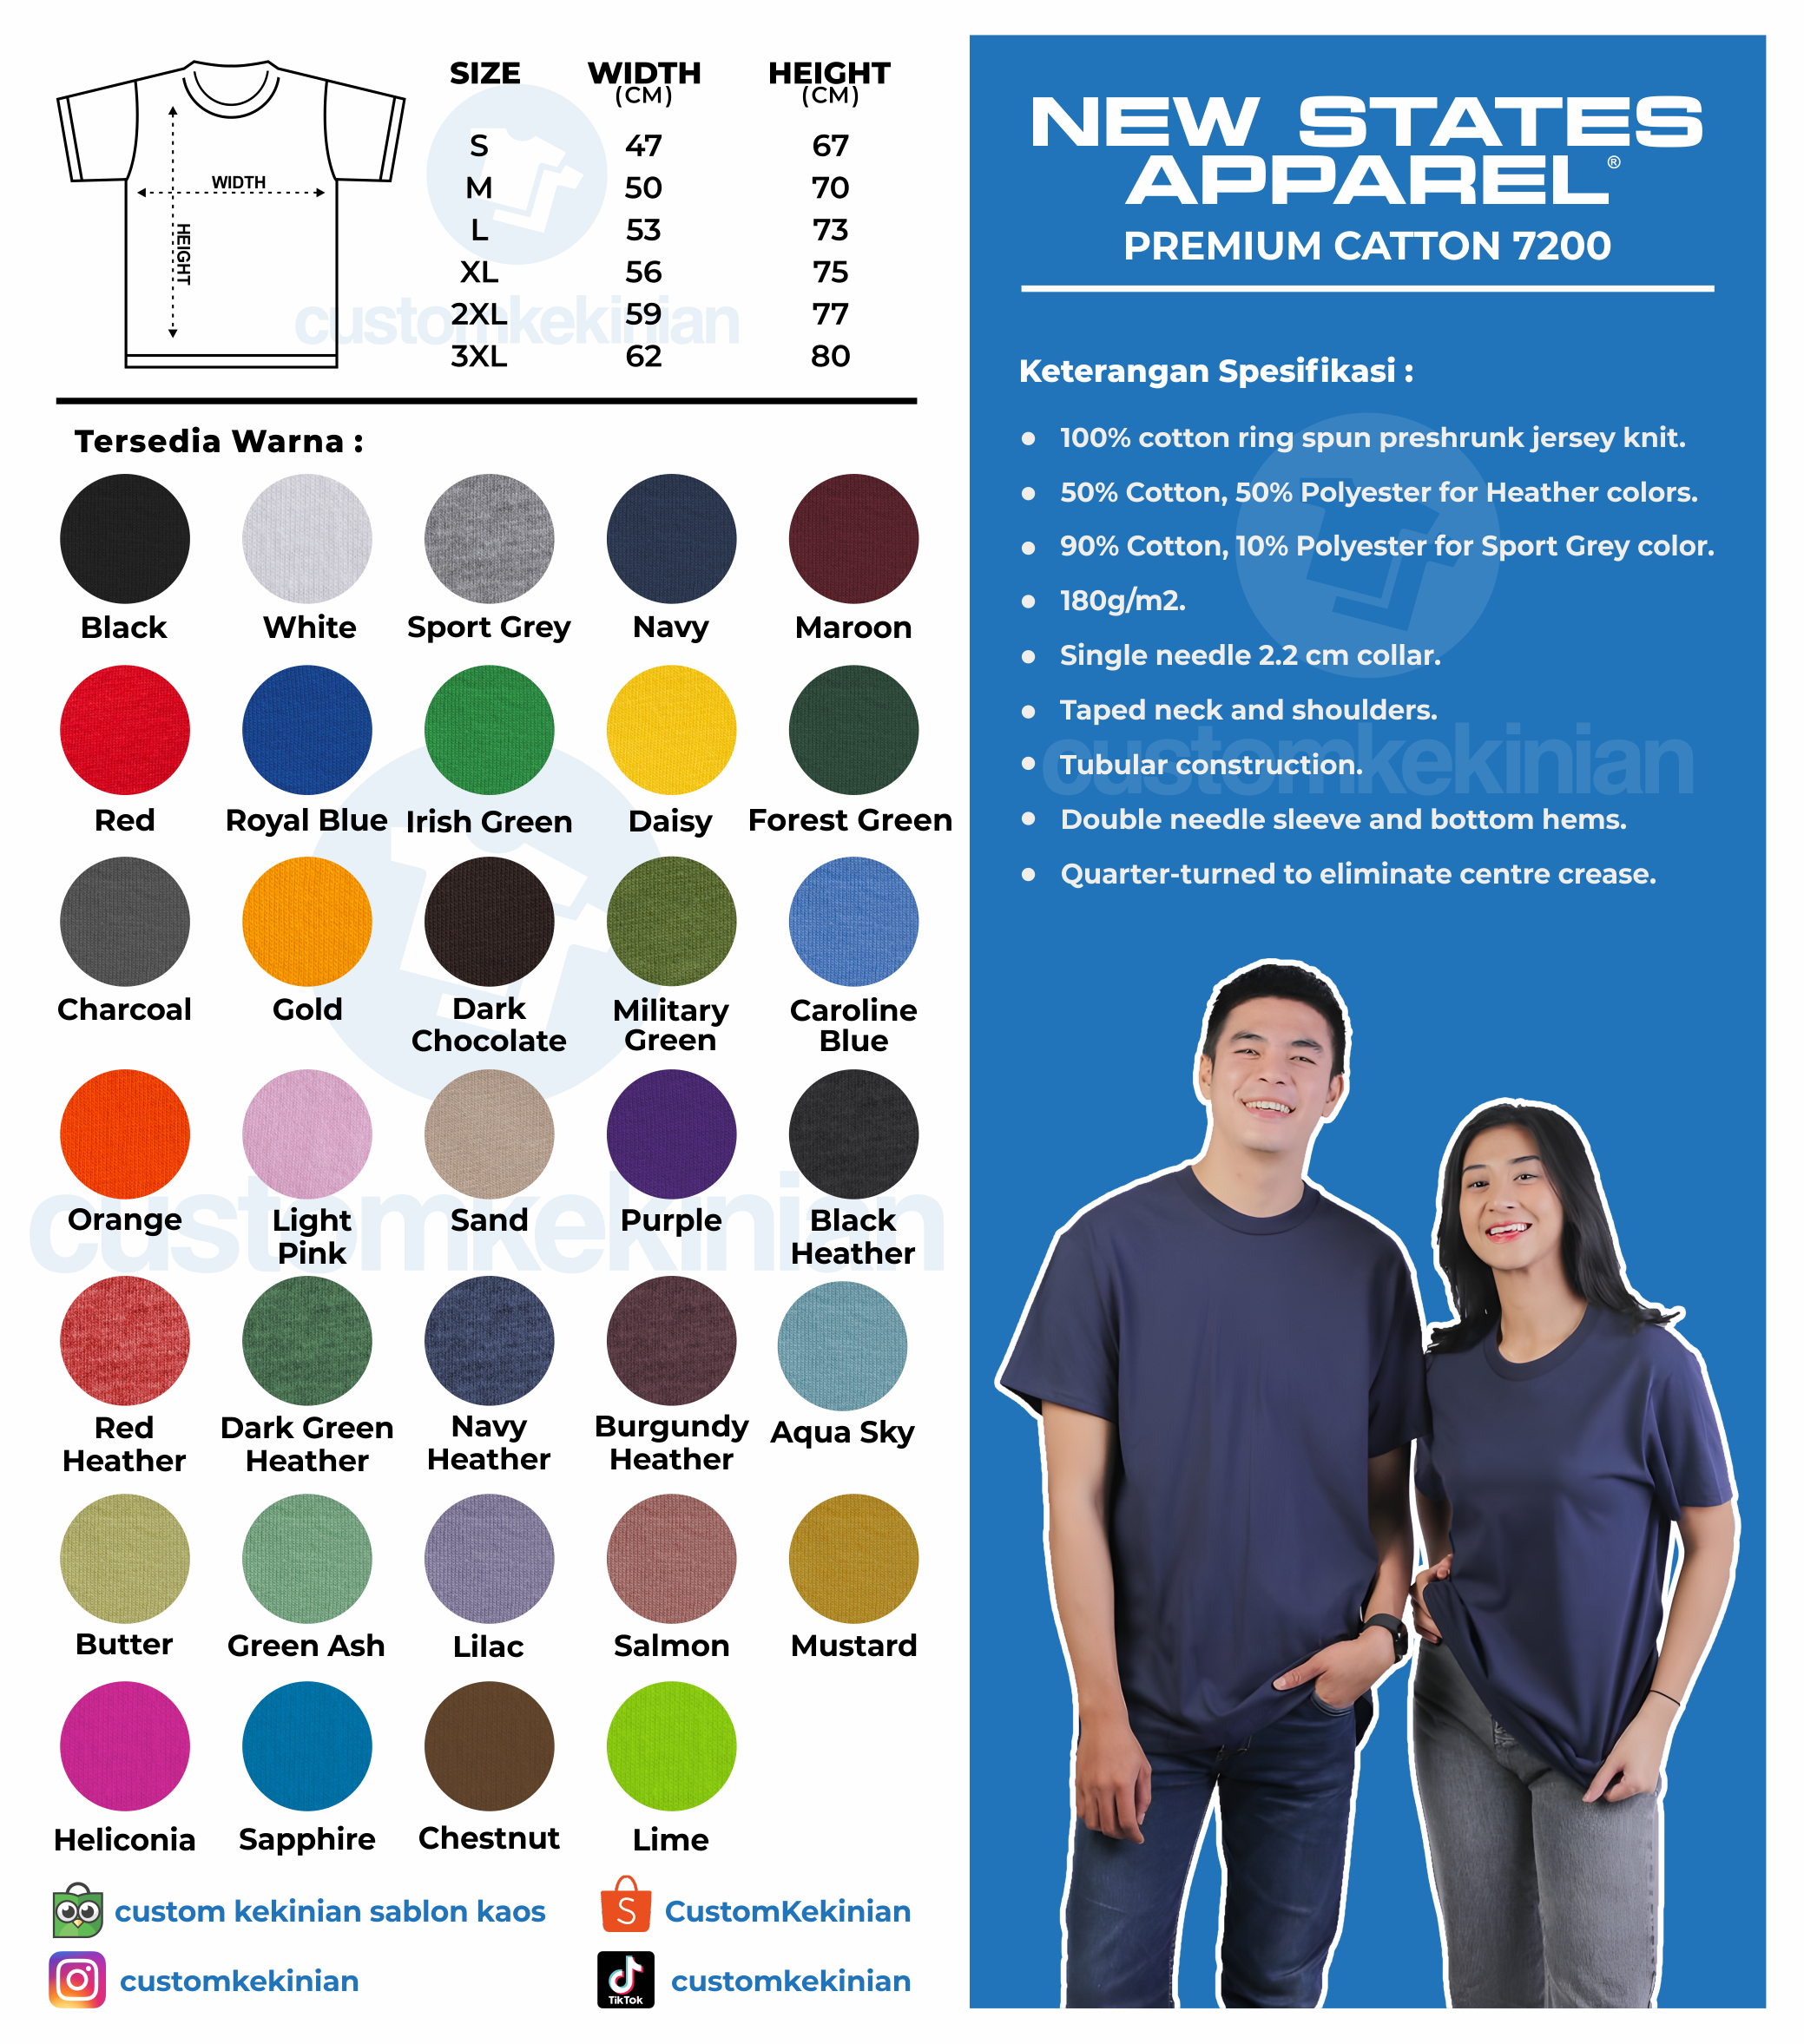 SIZE WIDTH HEIGHT
(CM) (CM)
S 47 67
M 50 70
L 53 73
XL 56 75
2XL 59 77
3XL 62 80
WIDTH
HEIGHT
customkekinian
Tersedia Warna :
Black White Sport Grey Navy Maroon
Red Royal Blue Irish Green Daisy Forest Green
Charcoal Gold Dark Military Caroline
Chocolate Green Blue
Orange Light Sand Purple Black
Pink Heather
customkekinian
Red Dark Green Navy Burgundy Aqua Sky
Heather Heather Heather Heather
Butter Green Ash Lilac Salmon Mustard
Heliconia Sapphire Chestnut Lime
custom kekinian sablon kaos
S CustomKekinian
customkekinian
TikTok customkekinian
NEW STATES
APPAREL®
PREMIUM CATTON 7200
Keterangan Spesifikasi :
● 100% cotton ring spun preshrunk jersey knit.
● 50% Cotton, 50% Polyester for Heather colors.
● 90% Cotton, 10% Polyester for Sport Grey color.
● 180g/m2.
● Single needle 2.2 cm collar.
● Taped neck and shoulders.
● Tubular construction.
● Double needle sleeve and bottom hems.
● Quarter-turned to eliminate centre crease.
customkekinian